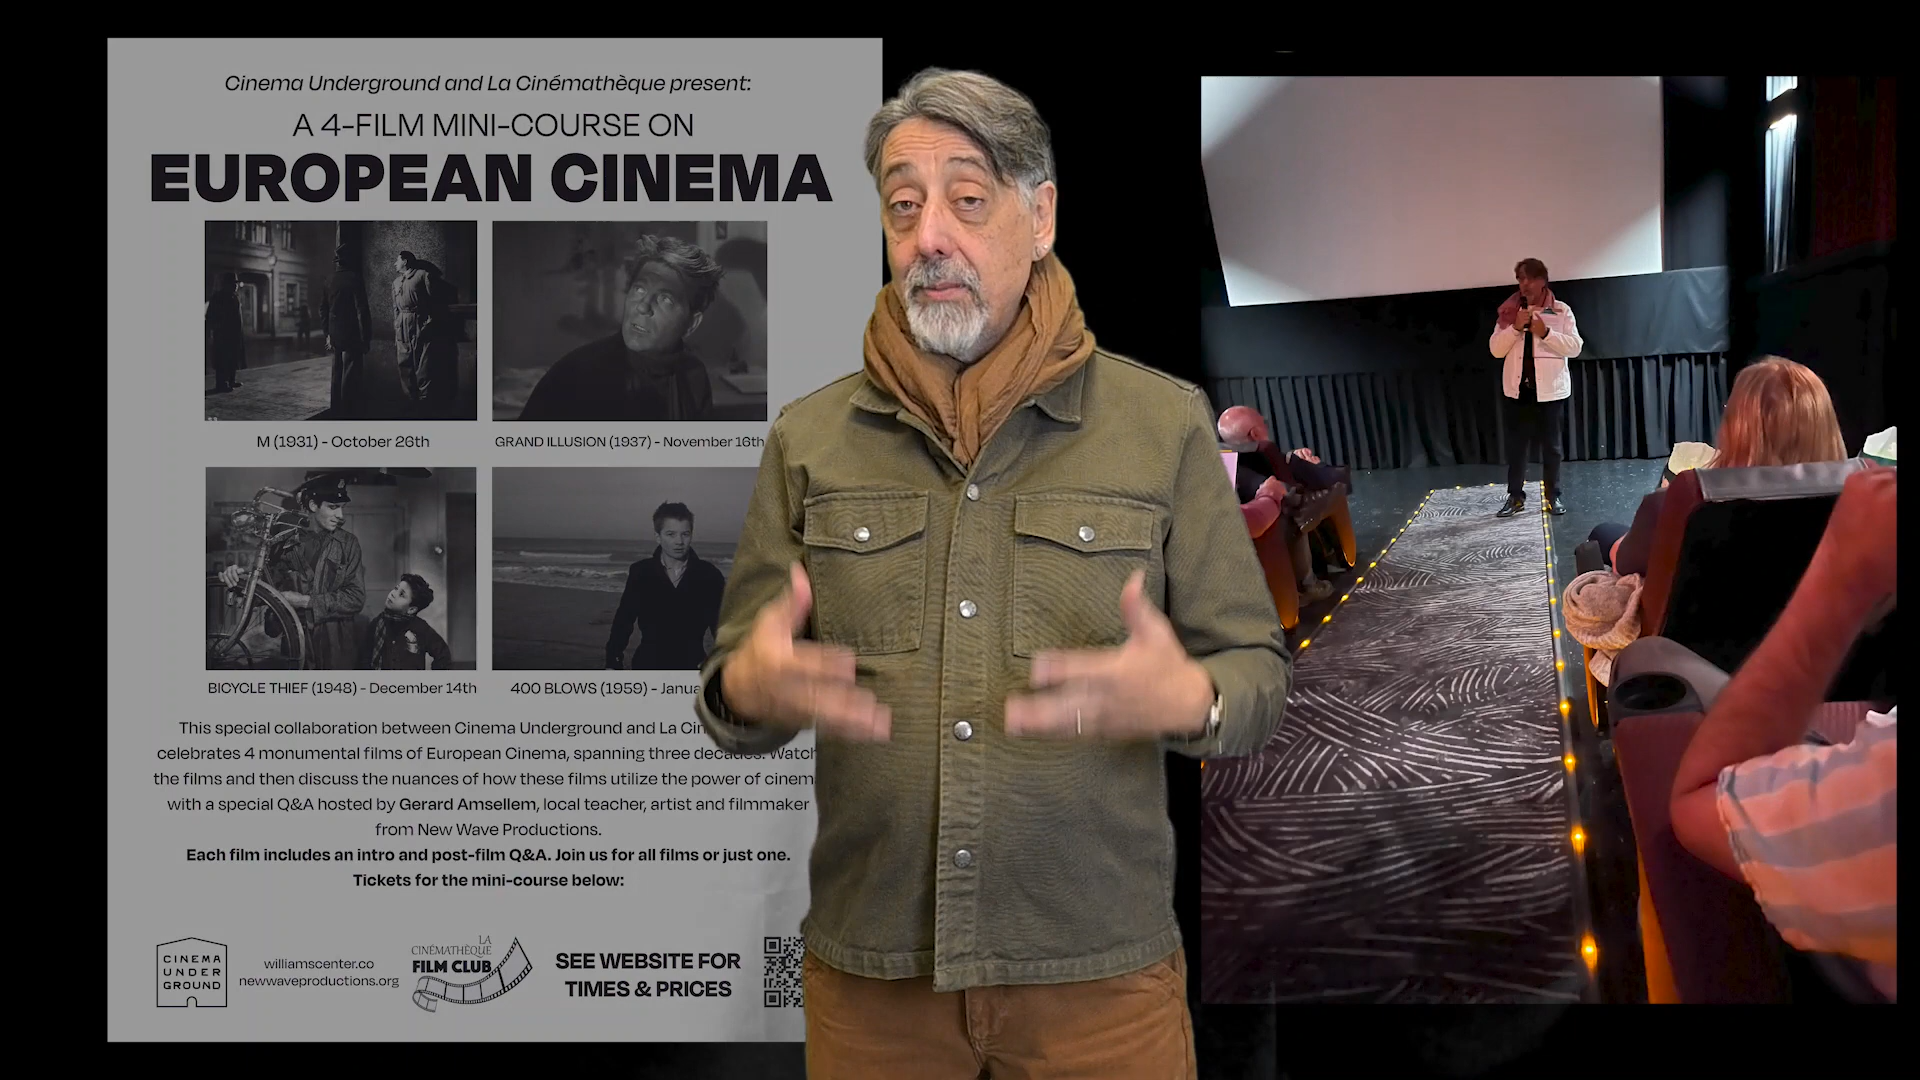 Cinema Underground and La Cinémathèque present:
A 4-FILM MINI-COURSE ON
EUROPEAN CINEMA
M (1931) - October 26th
GRAND ILLUSION (1937) - November 16th
BICYCLE THIEF (1948) - December 14th
400 BLOWS (1959) -
This special collaboration between Cinema Underground and La
celebrates 4 monumental films of European Cinema, spanning three decades. Watch
the films and then discuss the nuances of how these films utilize the power of
with a special Q&A hosted by Gerard Amsellem, local teacher, artist and filmmaker
from New Wave Productions.
Each film includes an intro and post-film Q&A. Join us for all films or just one.
Tickets for the mini-course below:
CINEMA
UNDER
GROUND
williamscenter.co
newwaveproductions.org
LA
CINÉMATHÈQUE
FILM CLUB
SEE WEBSITE FOR
TIMES & PRICES